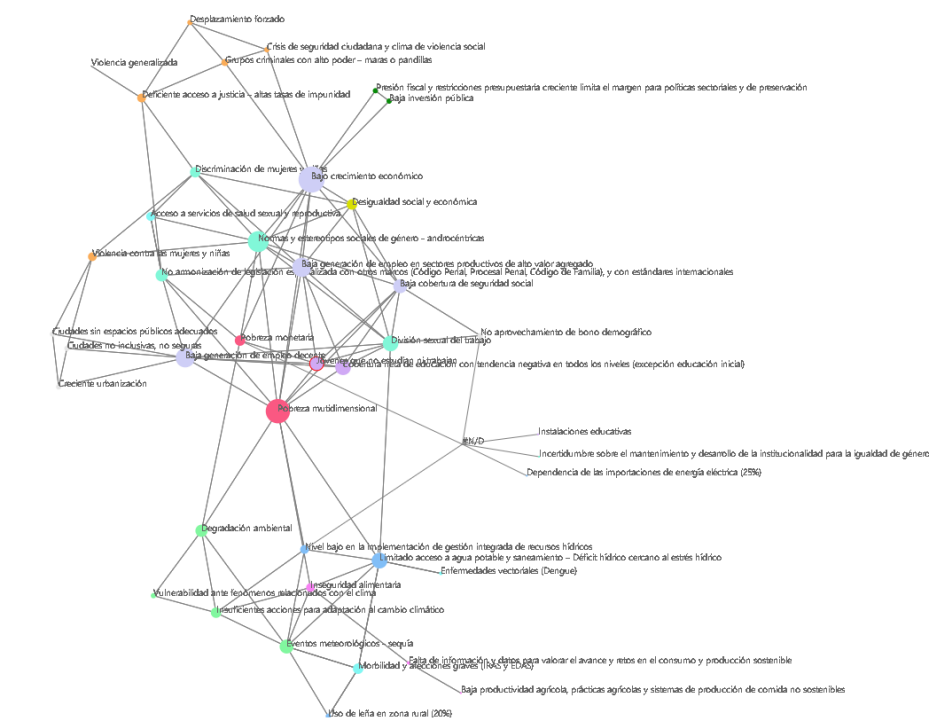 Desplazamiento forzado
Crisis de seguridad ciudadana y clima de violencia social
Grupos criminales con alto poder – maras o pandillas
Violencia generalizada
Deficiente acceso a justicia – altas tasas de impunidad
Presión fiscal y restricciones presupuestaria creciente limita el margen para políticas sectoriales y de preservación
Baja inversión pública
Discriminación de mujeres y niñas
Bajo crecimiento económico
Desigualdad social y económica
Acceso a servicios de salud sexual y reproductiva
Normas y estereotipos sociales de género – androcéntricas
Violencia contra las mujeres y niñas
Baja generación de empleo en sectores productivos de alto valor agregado
No armonización de legislación es alizada con otros marcos (Código Penal, Procesal Penal, Código de Familia), y con estándares internacionales
Baja cobertura de seguridad social
Ciudades sin espacios públicos adecuados
No aprovechamiento de bono demográfico
Pobreza monetaria
División sexual del trabajo
Ciudades no inclusivas, no seguras
Baja generación de empleo decente
Jóvenes que no estudian ni trabajan
Cobertura neta de educación con tendencia negativa en todos los niveles (excepción educación inicial)
Creciente urbanización
Pobreza mutidimensional
Instalaciones educativas
#N/D
Incertidumbre sobre el mantenimiento y desarrollo de la institucionalidad para la igualdad de género
Dependencia de las importaciones de energía eléctrica (25%)
Degradación ambiental
Nivel bajo en la implementación de gestión integrada de recursos hídricos
Limitado acceso a agua potable y saneamiento – Déficit hídrico cercano al estrés hídrico
Enfermedades vectoriales (Dengue)
Inseguridad alimentaria
Vulnerabilidad ante fenómenos relacionados con el clima
Insuficientes acciones para adaptación al cambio climático
Eventos meteorológicos - sequía
Falta de información y datos para valorar el avance y retos en el consumo y producción sostenible
Morbilidad y afecciones graves (IRAS y EDAS)
Baja productividad agrícola, prácticas agrícolas y sistemas de producción de comida no sostenibles
Uso de leña en zona rural (20%)